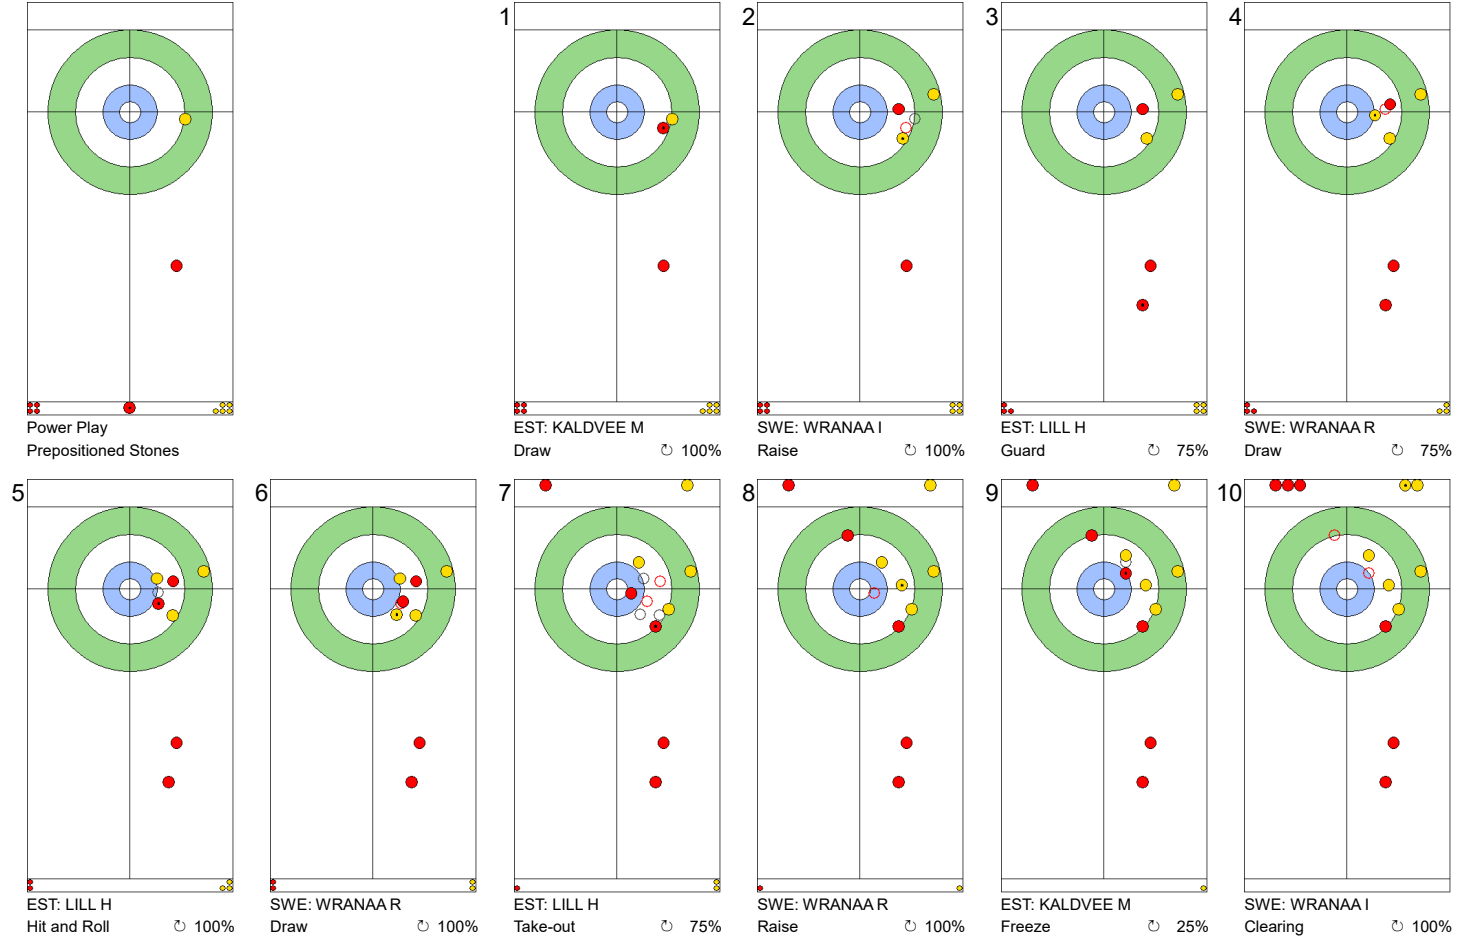 1
2
3
4
Power Play
Prepositioned Stones
EST: KALDVEE M
Draw ↻ 100%
SWE: WRANAA I
Raise ↻ 100%
EST: LILL H
Guard ↻ 75%
SWE: WRANAA R
Draw ↻ 75%
5
6
7
8
9
10
EST: LILL H
Hit and Roll ↻ 100%
SWE: WRANAA R
Draw ↻ 100%
EST: LILL H
Take-out ↻ 75%
SWE: WRANAA R
Raise ↻ 100%
EST: KALDVEE M
Freeze ↻ 25%
SWE: WRANAA I
Clearing ↻ 100%